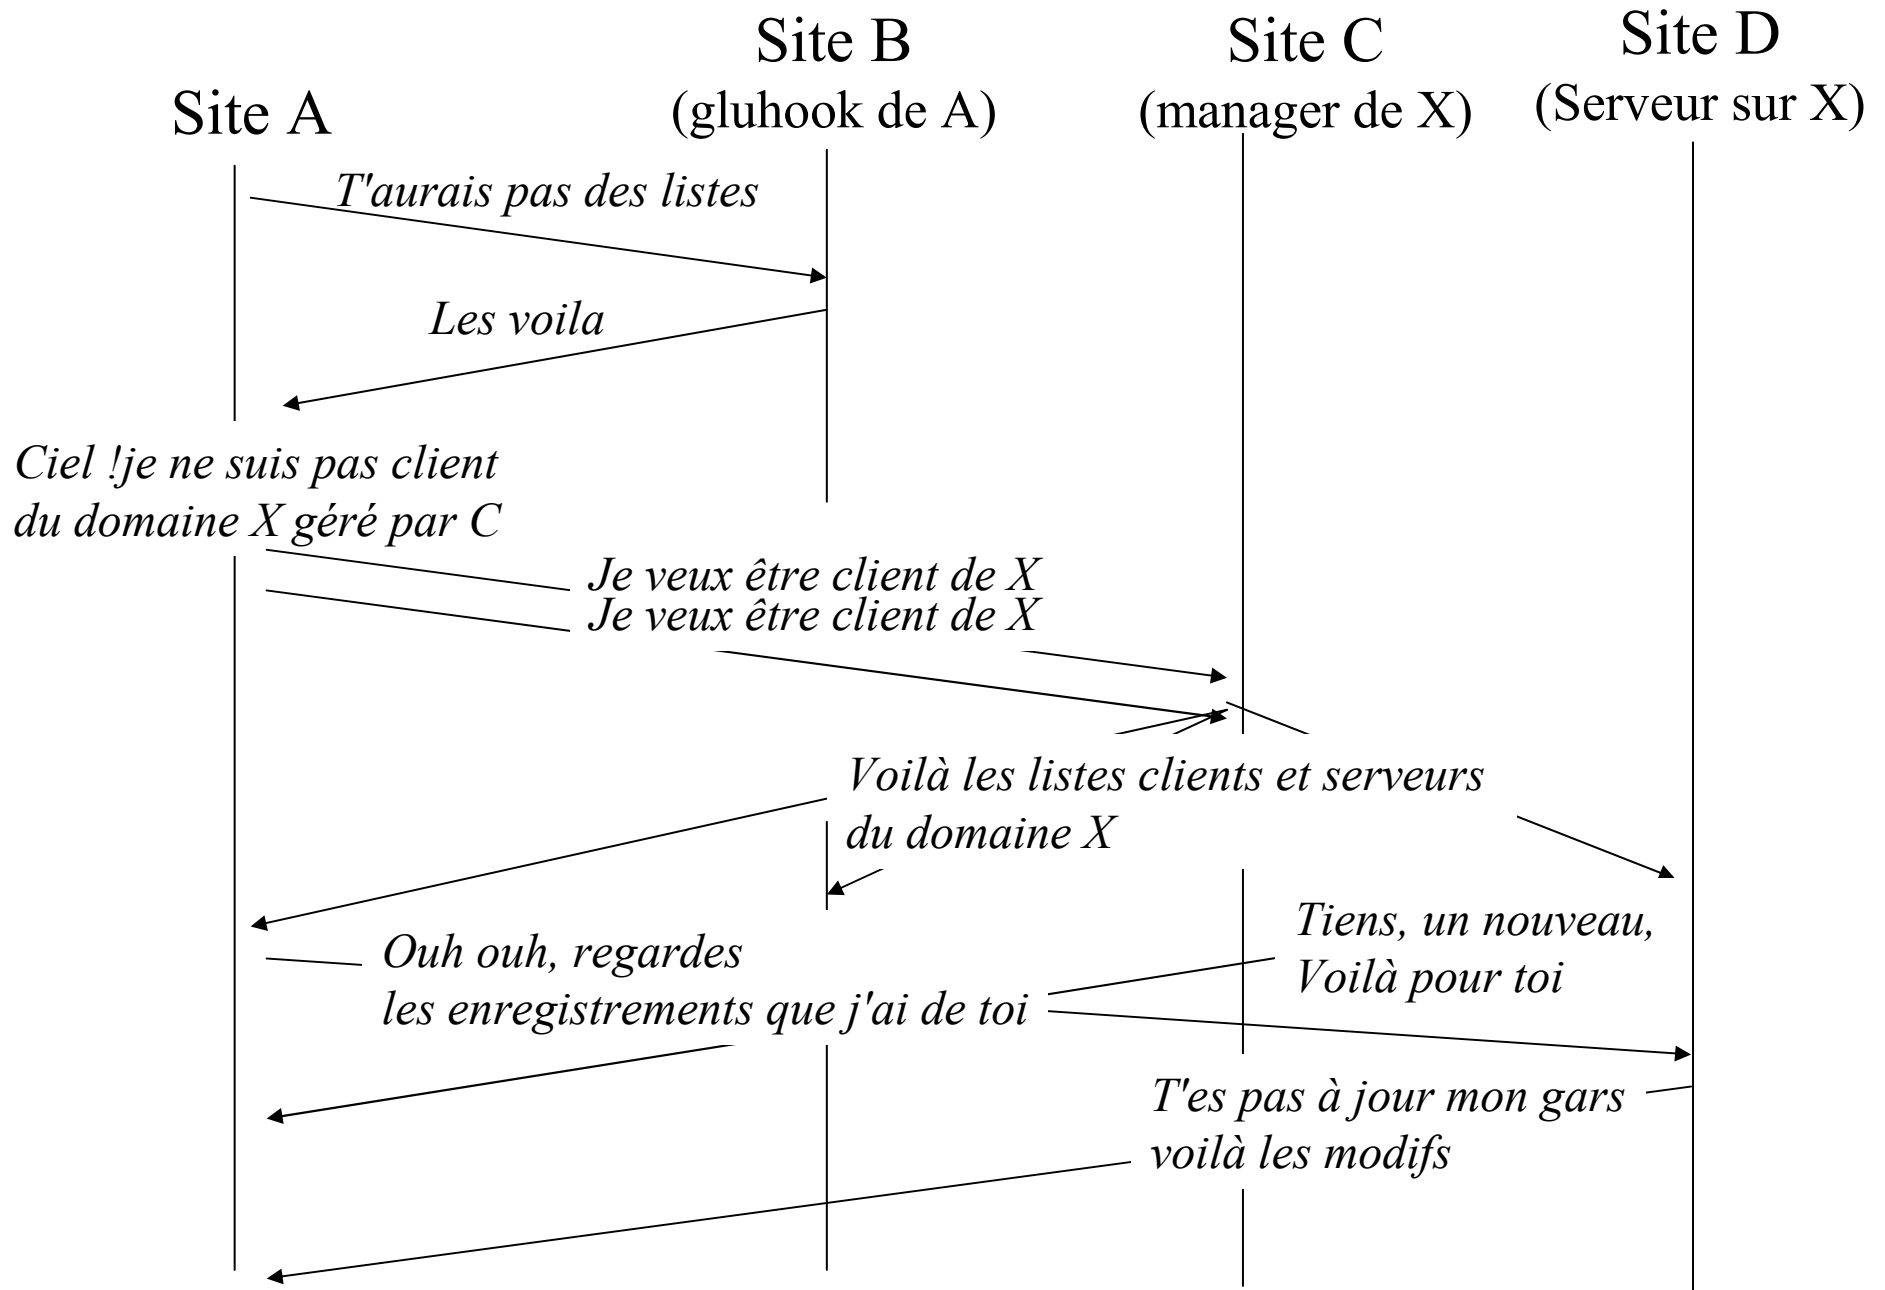 Site A
Site B
(gluhook de A)
Site C
(manager de X)
Site D
(Serveur sur X)
T'aurais pas des listes
Les voila
Ciel !je ne suis pas client
du domaine X géré par C
Je veux être client de X
Je veux être client de X
Voilà les listes clients et serveurs
du domaine X
Tiens, un nouveau,
Voilà pour toi
Ouh ouh, regardes
les enregistrements que j'ai de toi
T'es pas à jour mon gars
voilà les modifs